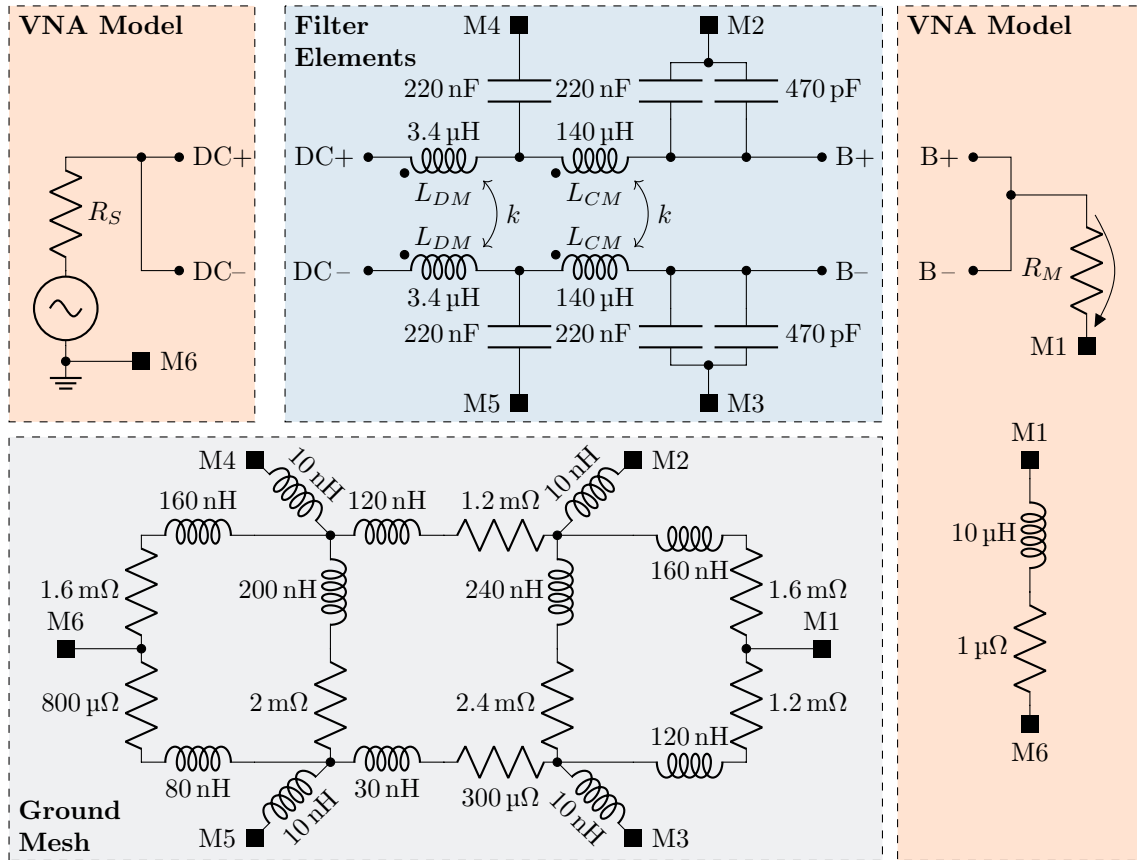 VNA Model
R_S
DC+
DC−
M6
Filter
Elements
M4
M2
220 nF
220 nF
470 pF
3.4 µH
140 µH
DC+
B+
L_DM
L_CM
k
k
L_DM
L_CM
DC−
B−
3.4 µH
140 µH
220 nF
220 nF
470 pF
M5
M3
VNA Model
B+
B−
R_M
M1
M1
10 µH
1 µΩ
M6
M4
10 nH
M2
10 nH
160 nH
120 nH
1.2 mΩ
1.6 mΩ
200 nH
240 nH
160 nH
1.6 mΩ
M6
M1
800 µΩ
2 mΩ
2.4 mΩ
1.2 mΩ
80 nH
30 nH
300 µΩ
120 nH
10 nH
M5
10 nH
M3
Ground
Mesh